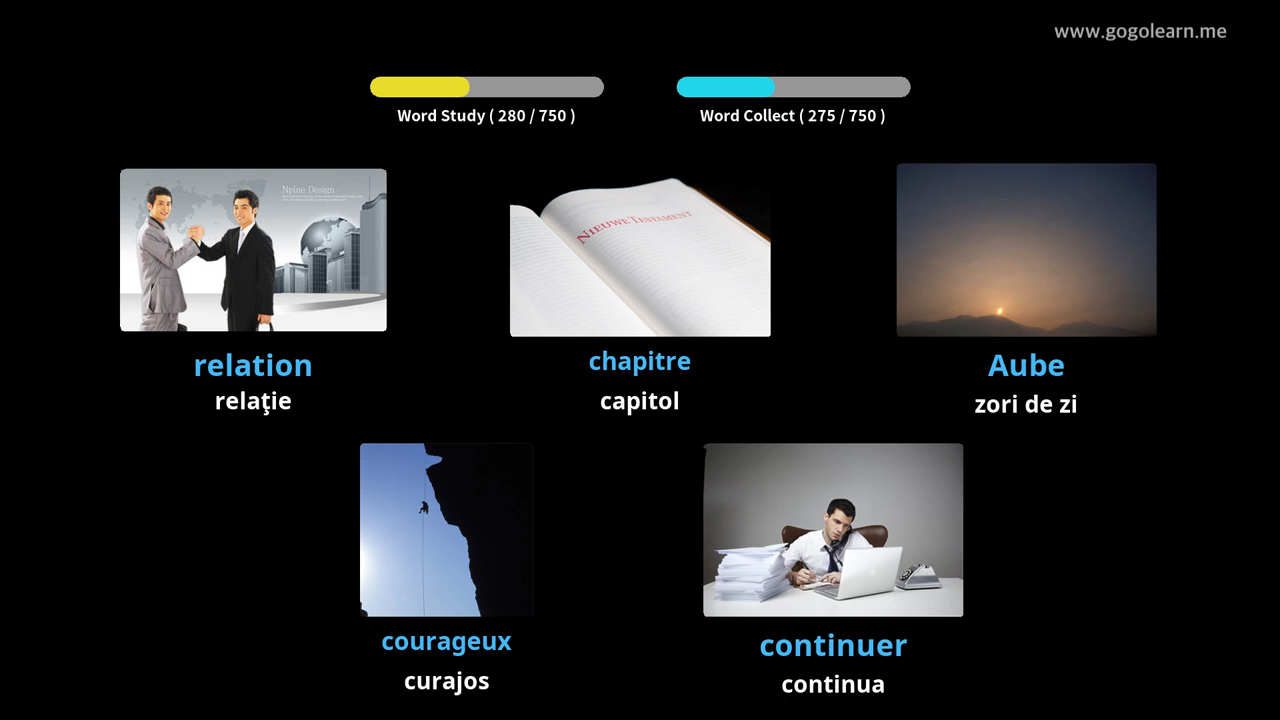 www.gogolearn.me
Word Study ( 280 / 750 )
Word Collect ( 275 / 750 )
Npine Design
NIEUWE TESTAMENT
relation
relaţie
chapitre
capitol
Aube
zori de zi
courageux
curajos
continuer
continua